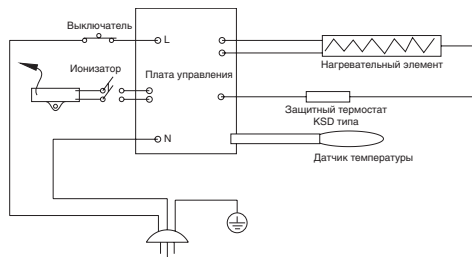 Выключатель
L
Ионизатор
Плата управления
Нагревательный элемент
Защитный термостат
KSD типа
N
Датчик температуры